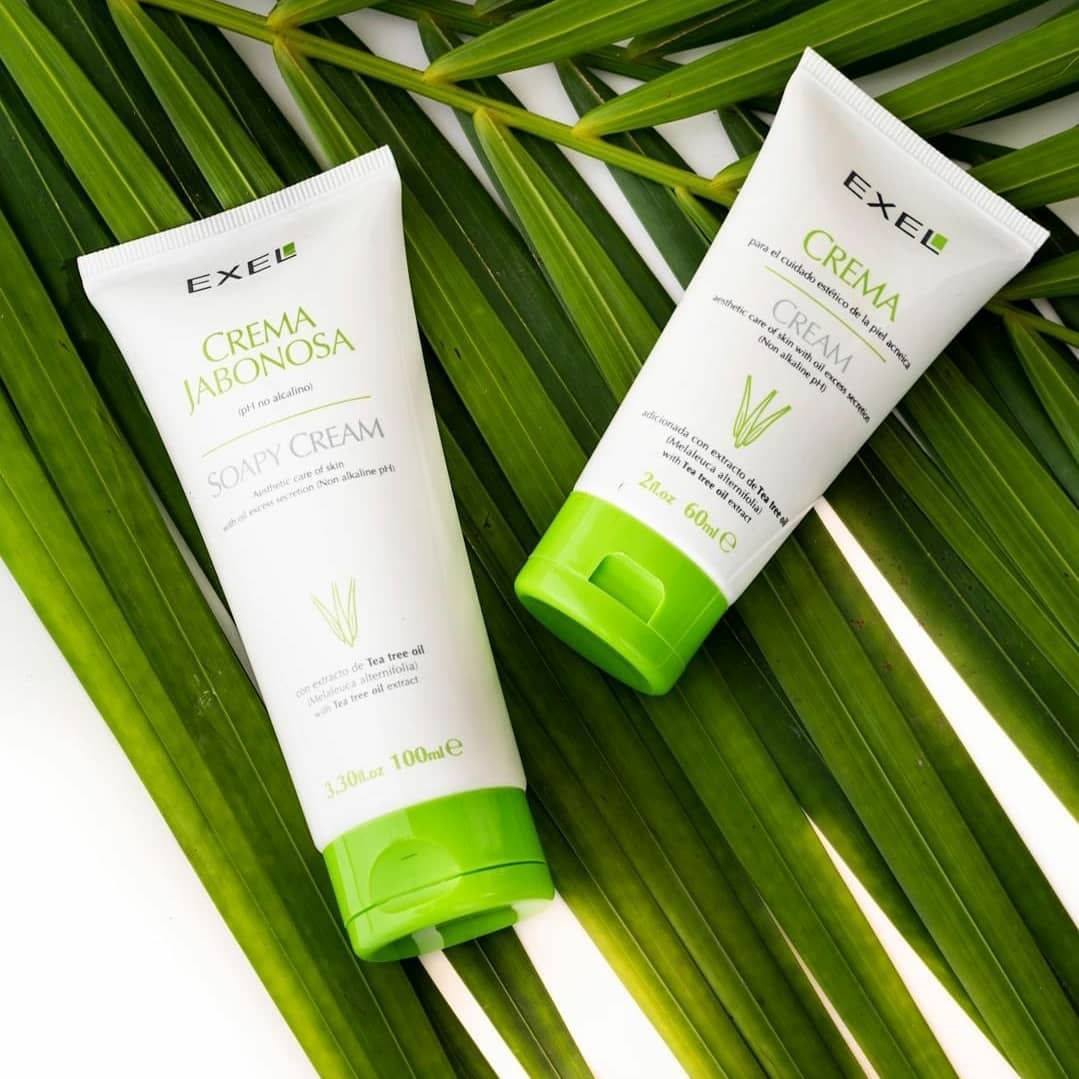 EXEL
CREMA
JABONOSA
(pH no alcalino)
SOAPY CREAM
Aesthetic care of skin
with oil excess secretion (Non alkaline pH)
con extracto de Tea tree oil
(Melaleuca alternifolia)
with Tea tree oil extract
3.30fl.oz 100ml e
EXEL
CREMA
para el cuidado estético de la piel acneica
CREAM
aesthetic care of skin with oil excess secretion
(Non alkaline pH)
adicionada con extracto de Tea tree oil
(Melaleuca alternifolia)
with Tea tree oil extract
2fl.oz 60ml e